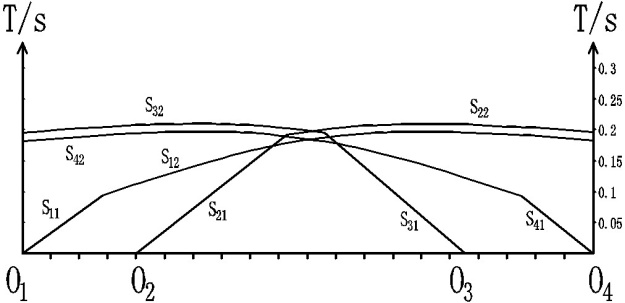 T/s T/s
0.3
0.25
S₃₂ S₂₂
0.2
S₄₂ S₁₂
0.15
0.1
S₁₁ S₂₁ S₃₁ S₄₁
0.05
O₁ O₂ O₃ O₄